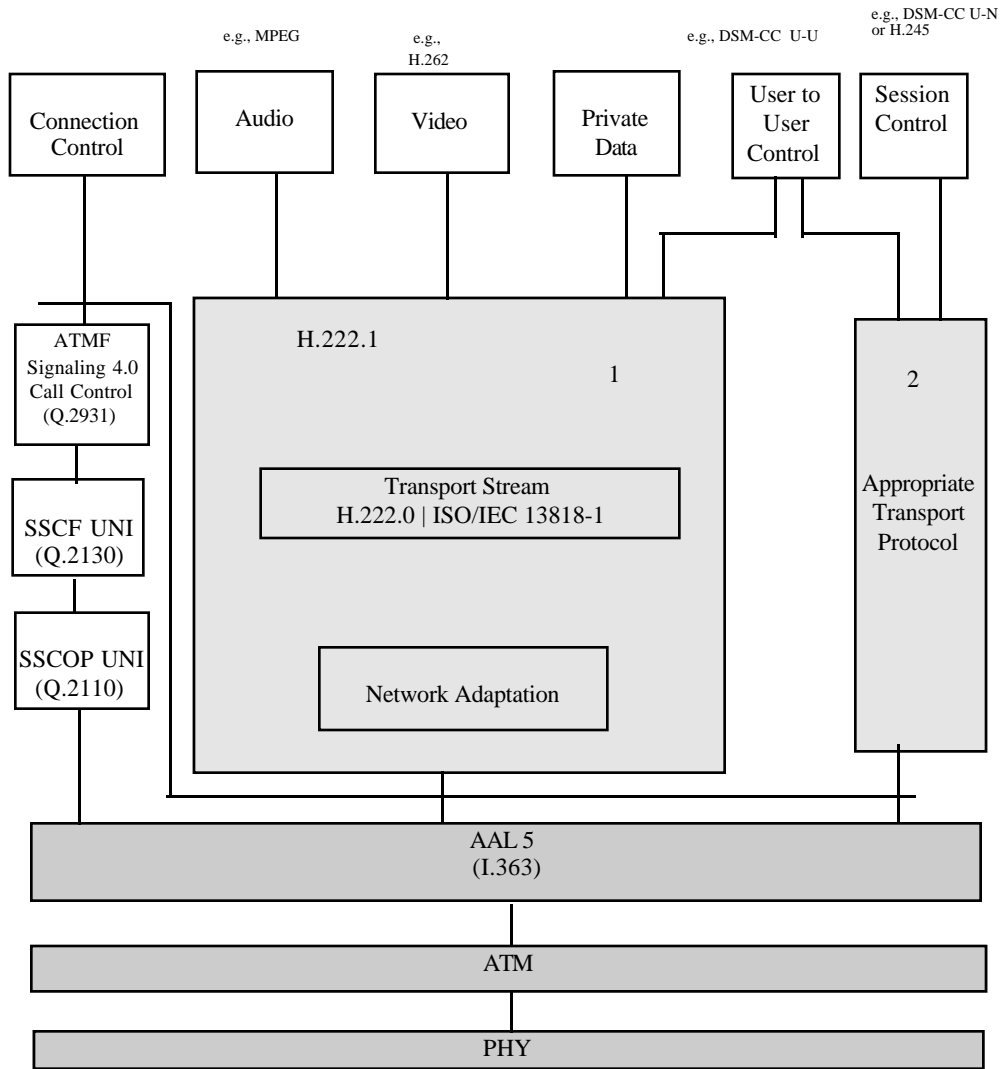 e.g., MPEG
e.g.,
H.262
e.g., DSM-CC U-U
e.g., DSM-CC U-N
or H.245
Connection
Control
Audio
Video
Private
Data
User to
User
Control
Session
Control
ATMF
Signaling 4.0
Call Control
(Q.2931)
SSCF UNI
(Q.2130)
SSCOP UNI
(Q.2110)
H.222.1
1
Transport Stream
H.222.0 | ISO/IEC 13818-1
Network Adaptation
2
Appropriate
Transport
Protocol
AAL 5
(I.363)
ATM
PHY